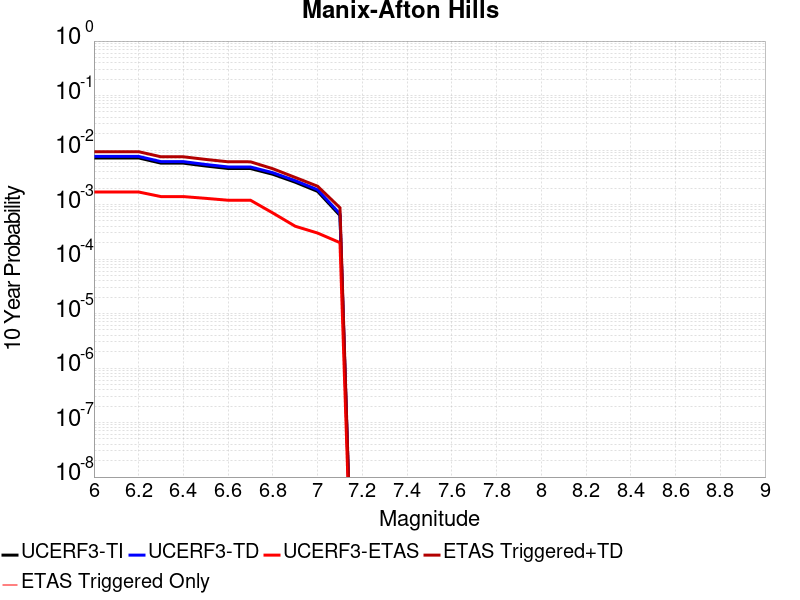 Manix-Afton Hills
10^0
10^-1
10^-2
10^-3
10^-4
10^-5
10^-6
10^-7
10^-8
10 Year Probability
6 6.2 6.4 6.6 6.8 7 7.2 7.4 7.6 7.8 8 8.2 8.4 8.6 8.8 9
Magnitude
UCERF3-TI UCERF3-TD UCERF3-ETAS ETAS Triggered+TD
ETAS Triggered Only